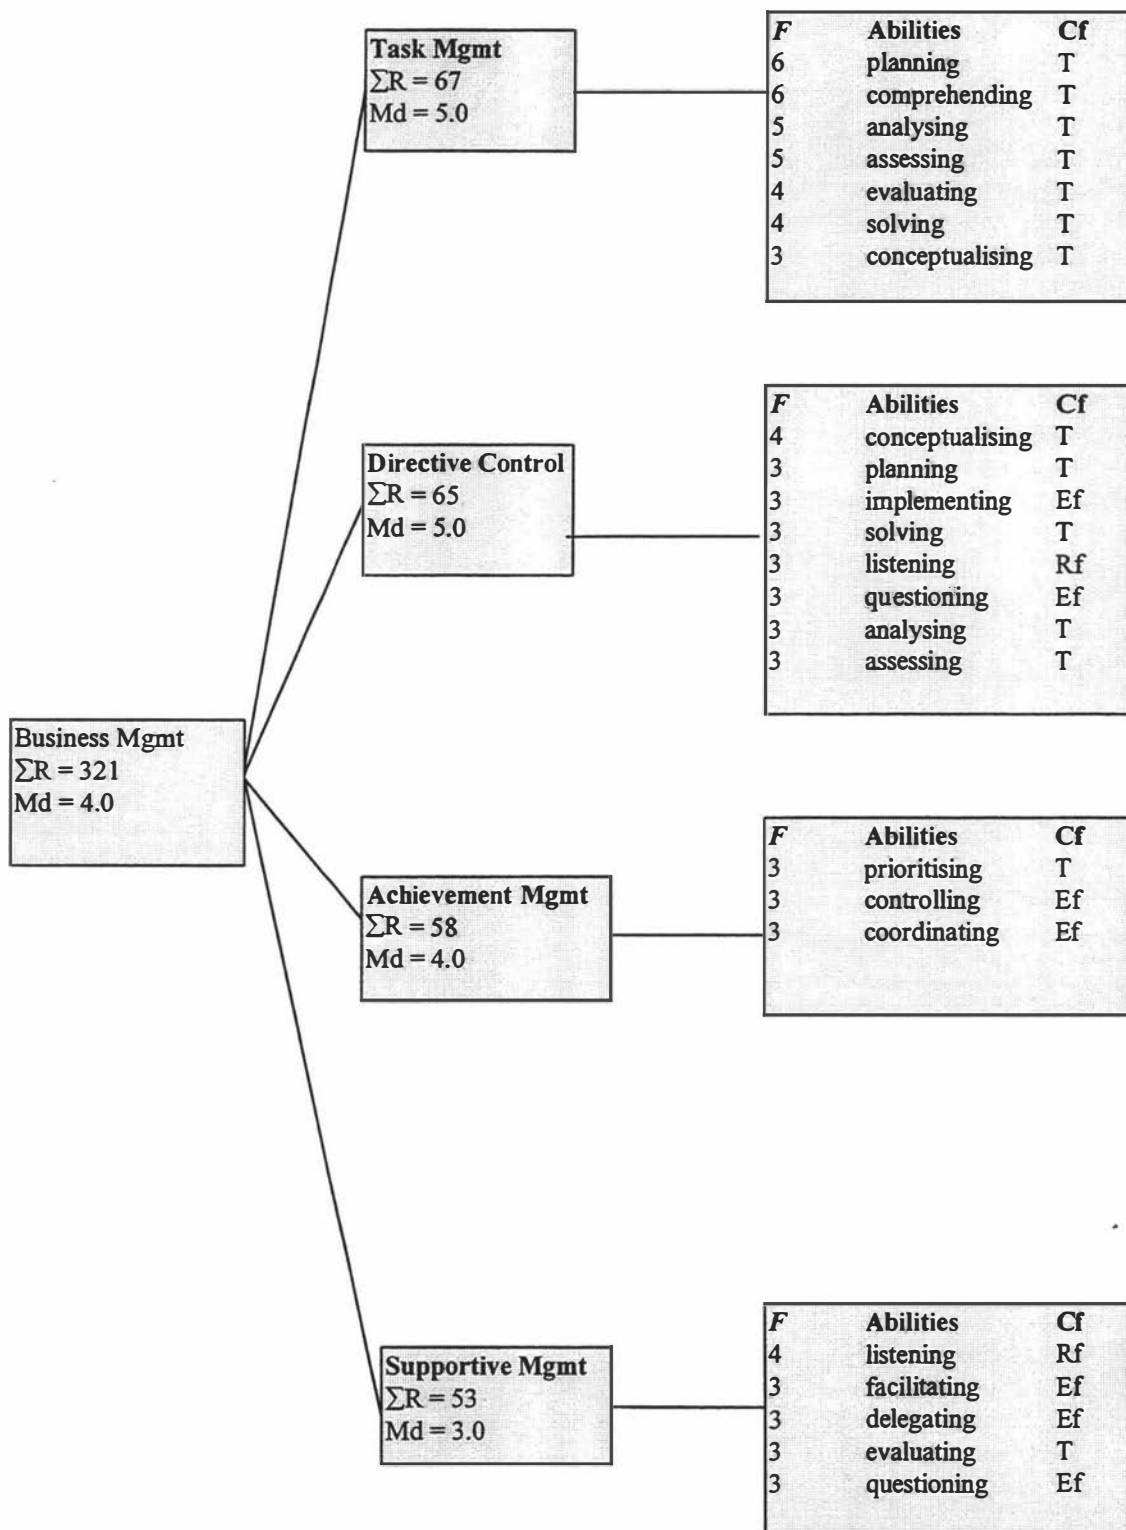 Task Mgmt
∑R = 67
Md = 5.0
F Abilities Cf
6 planning T
6 comprehending T
5 analysing T
5 assessing T
4 evaluating T
4 solving T
3 conceptualising T
Directive Control
∑R = 65
Md = 5.0
F Abilities Cf
4 conceptualising T
3 planning T
3 implementing Ef
3 solving T
3 listening Rf
3 questioning Ef
3 analysing T
3 assessing T
Business Mgmt
∑R = 321
Md = 4.0
Achievement Mgmt
∑R = 58
Md = 4.0
F Abilities Cf
3 prioritising T
3 controlling Ef
3 coordinating Ef
Supportive Mgmt
∑R = 53
Md = 3.0
F Abilities Cf
4 listening Rf
3 facilitating Ef
3 delegating Ef
3 evaluating T
3 questioning Ef